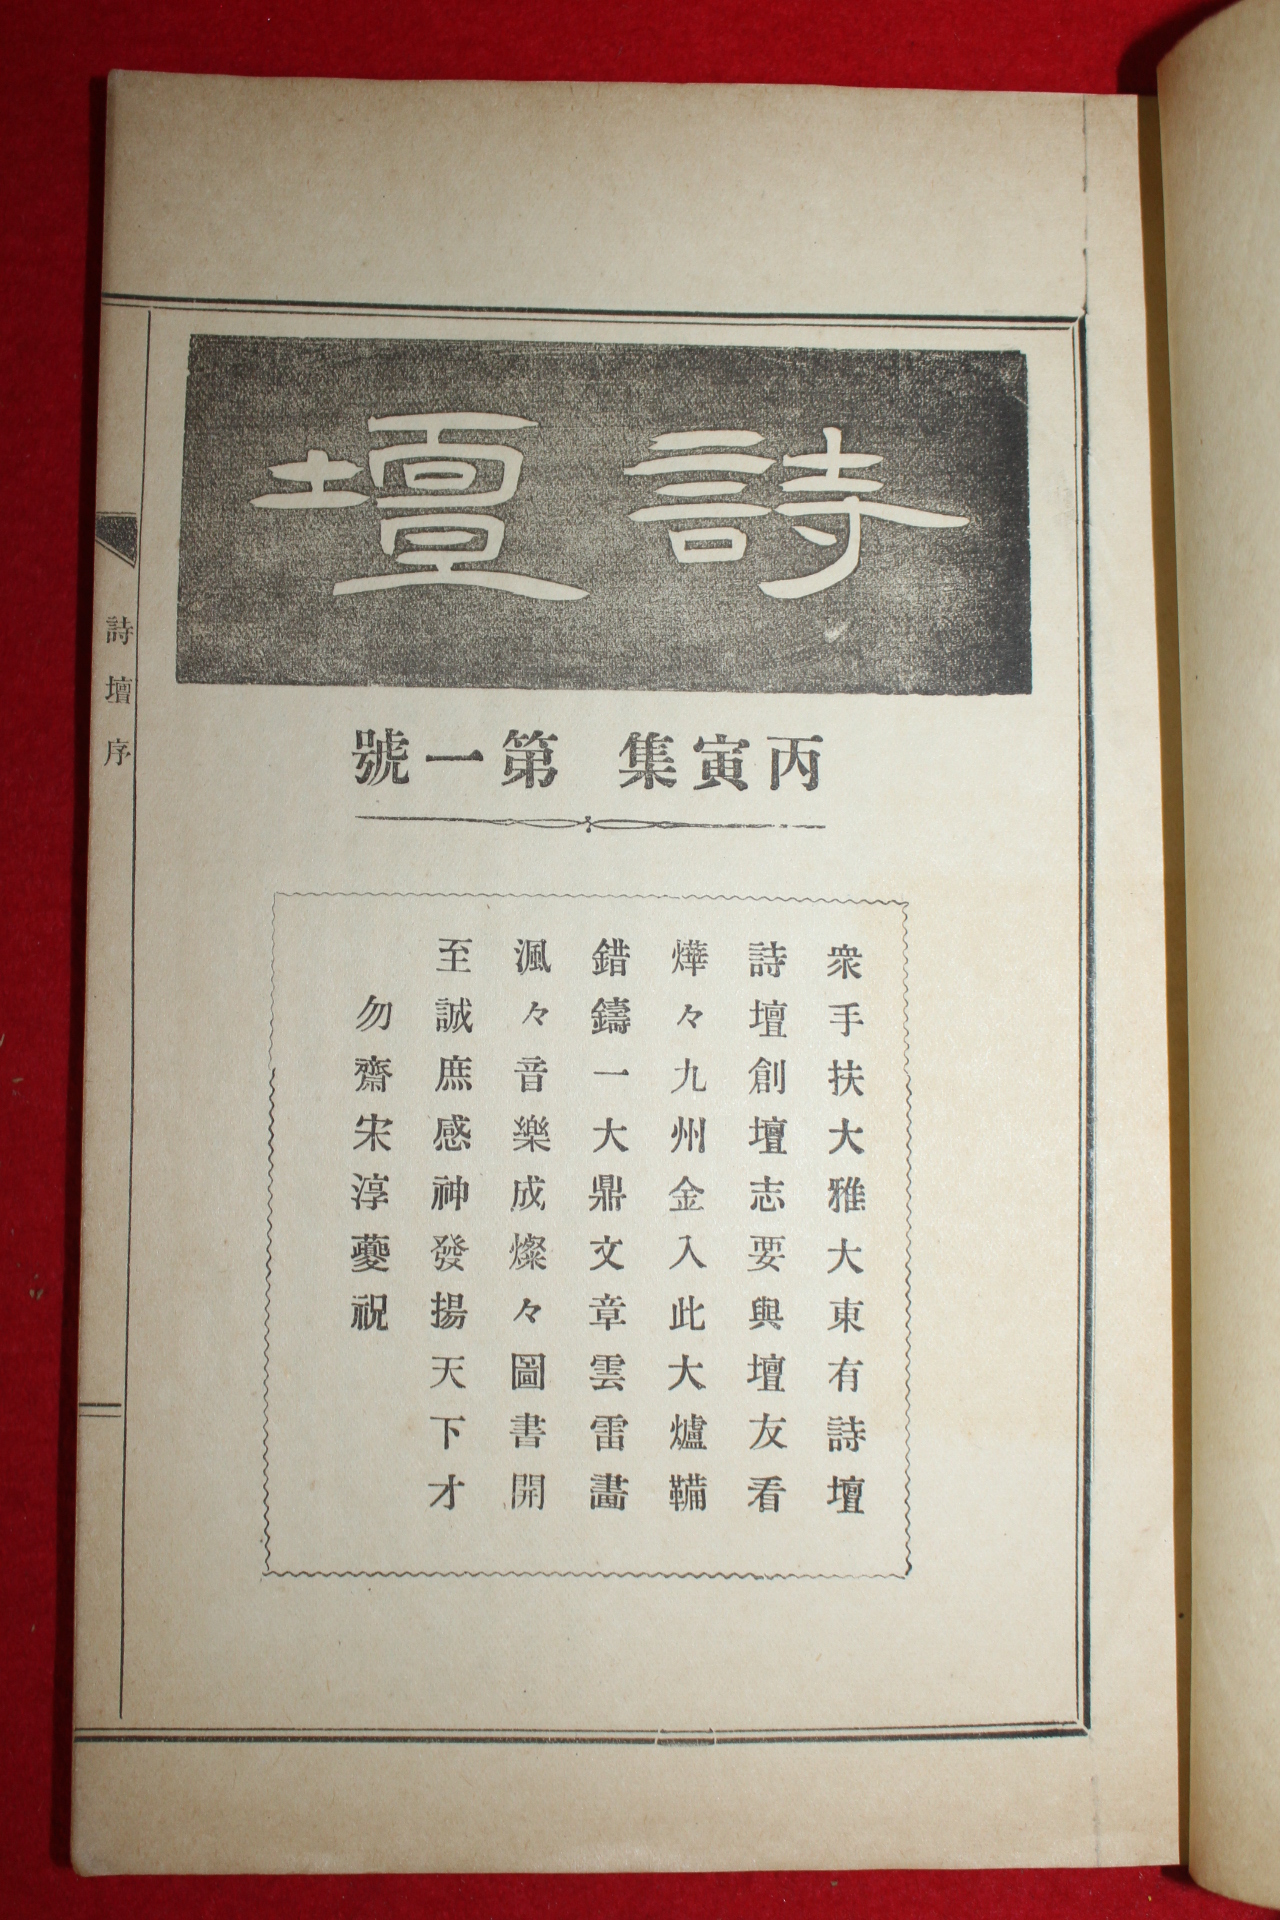 詩壇
丙寅集 第一號
衆手扶大雅大東有詩壇
詩壇創壇志要與壇友看
燁々九州金入此大爐鞴
錯鑄一大鼎文章雲雷畵
渢々音樂成燦々圖書開
至誠庶感神發揚天下才
勿齋宋淳夔祝
詩壇序